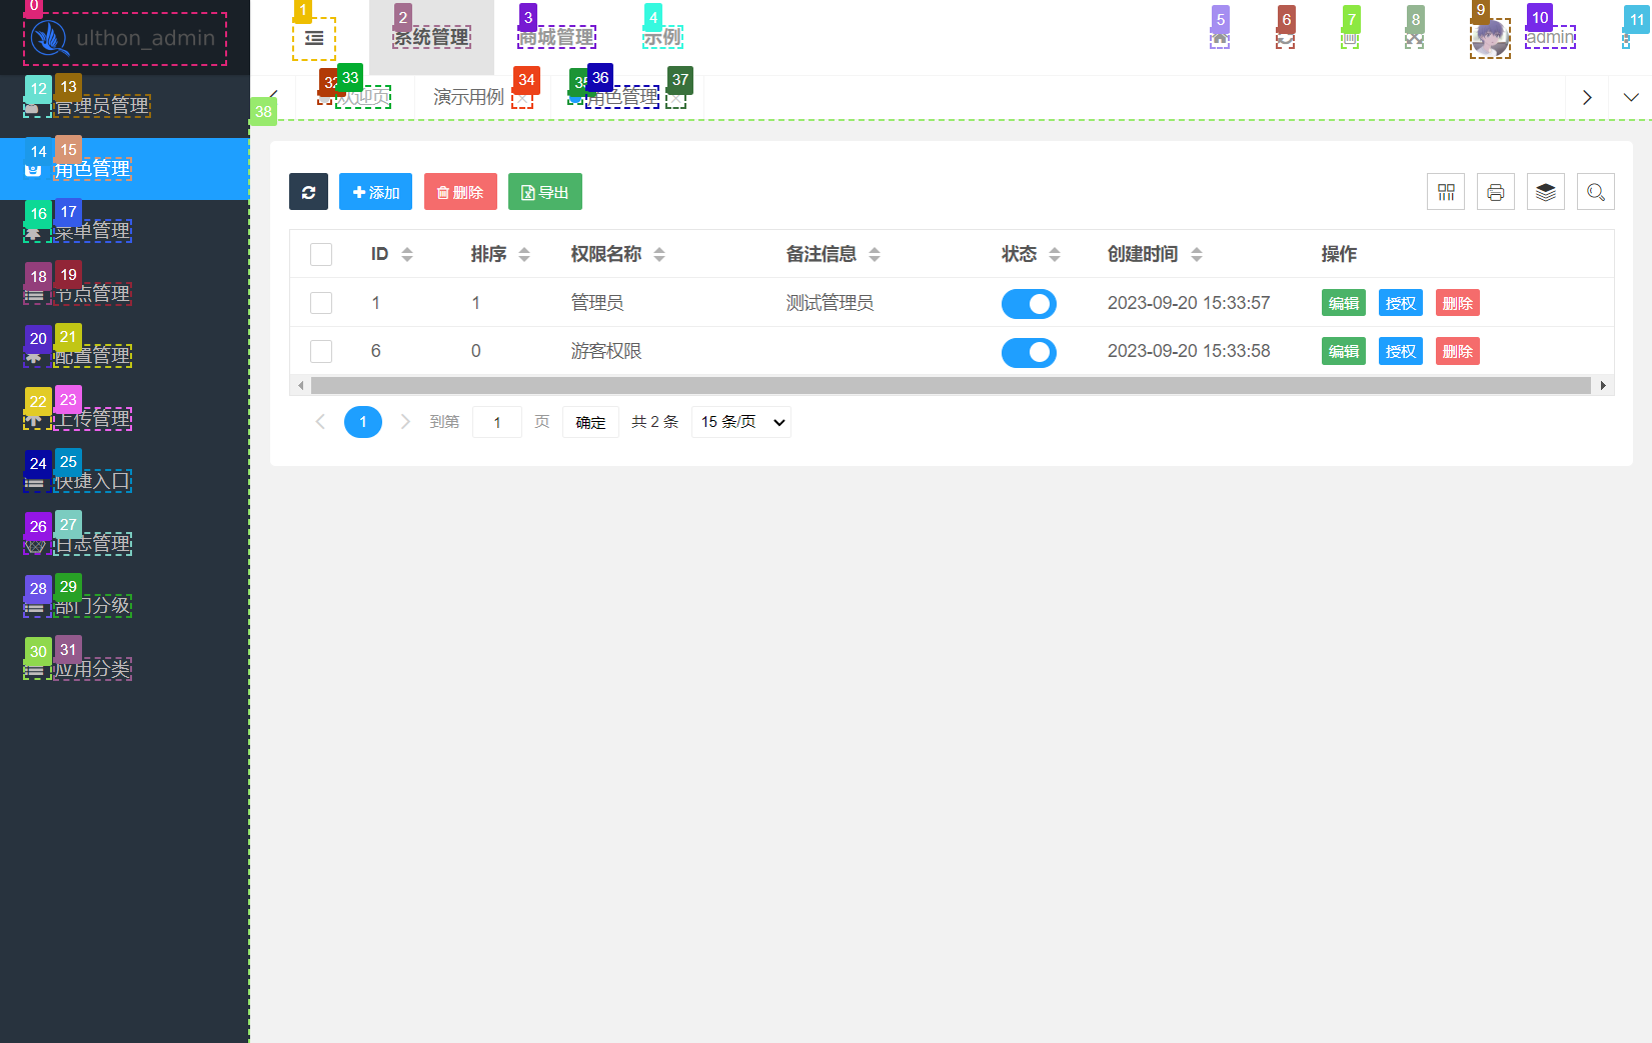 ulthon_admin
系统管理
商城管理
示例
admin
欢迎页
演示用例
角色管理
管理员管理
角色管理
菜单管理
节点管理
配置管理
上传管理
快捷入口
日志管理
部门分级
应用分类
0
1
2
3
4
5
6
7
8
9
10
11
12
13
14
15
16
17
18
19
20
21
22
23
24
25
26
27
28
29
30
31
32
33
34
35
36
37
38
添加 删除 导出
ID 排序 权限名称 备注信息 状态 创建时间 操作
1 1 管理员 测试管理员 2023-09-20 15:33:57 编辑 授权 删除
6 0 游客权限 2023-09-20 15:33:58 编辑 授权 删除
1 到第 1 页 确定 共 2 条 15 条/页